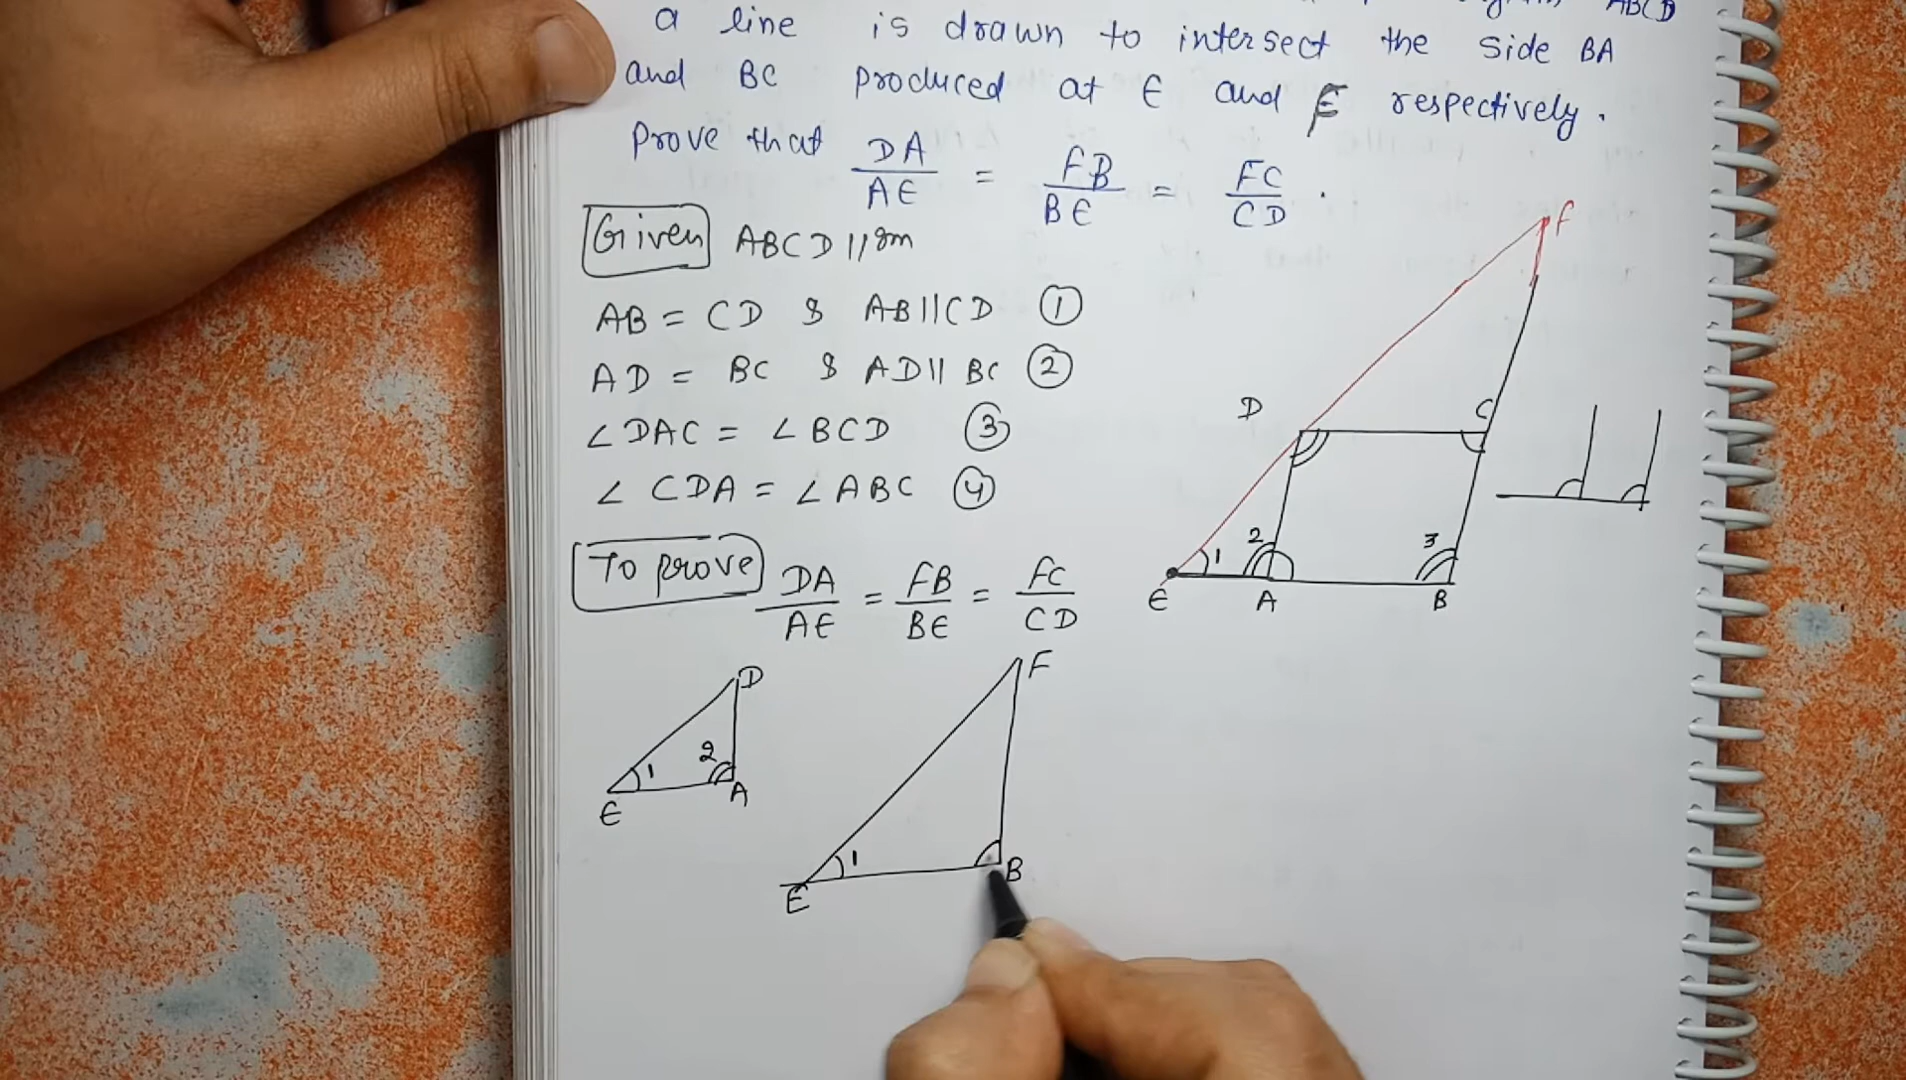 ABCD
a line is drawn to intersect the side BA
and BC produced at E and F respectively.
Prove that DA/AE = FB/BE = FC/CD .
Given ABCD ||gm
AB = CD & AB || CD ①
AD = BC & AD || BC ②
∠DAC = ∠BCD ③
∠CDA = ∠ABC ④
To prove DA/AE = FB/BE = FC/CD
F
D C
1 2 3
E A B
D
1 2
E A
F
1
E B